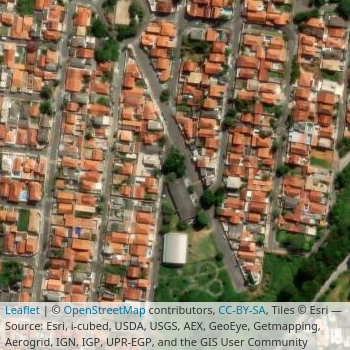 Leaflet | © OpenStreetMap contributors, CC-BY-SA, Tiles © Esri —
Source: Esri, i-cubed, USDA, USGS, AEX, GeoEye, Getmapping,
Aerogrid, IGN, IGP, UPR-EGP, and the GIS User Community